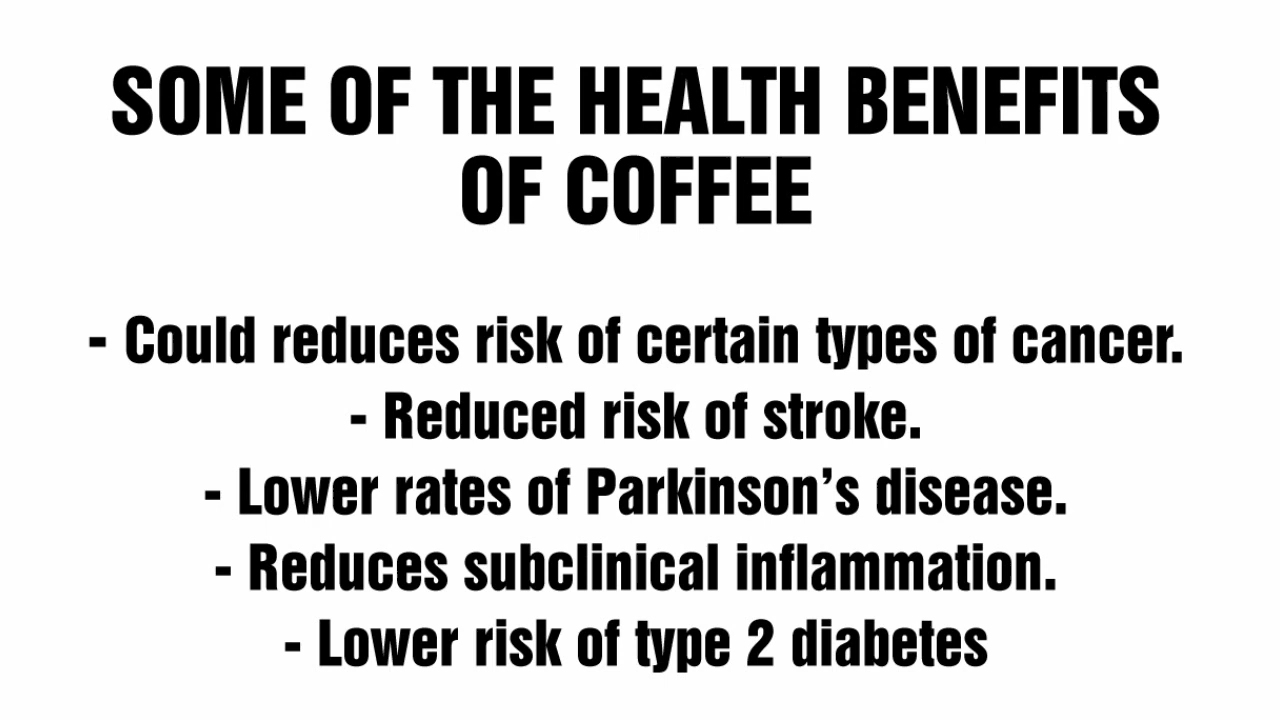 SOME OF THE HEALTH BENEFITS
OF COFFEE
- Could reduces risk of certain types of cancer.
- Reduced risk of stroke.
- Lower rates of Parkinson’s disease.
- Reduces subclinical inflammation.
- Lower risk of type 2 diabetes